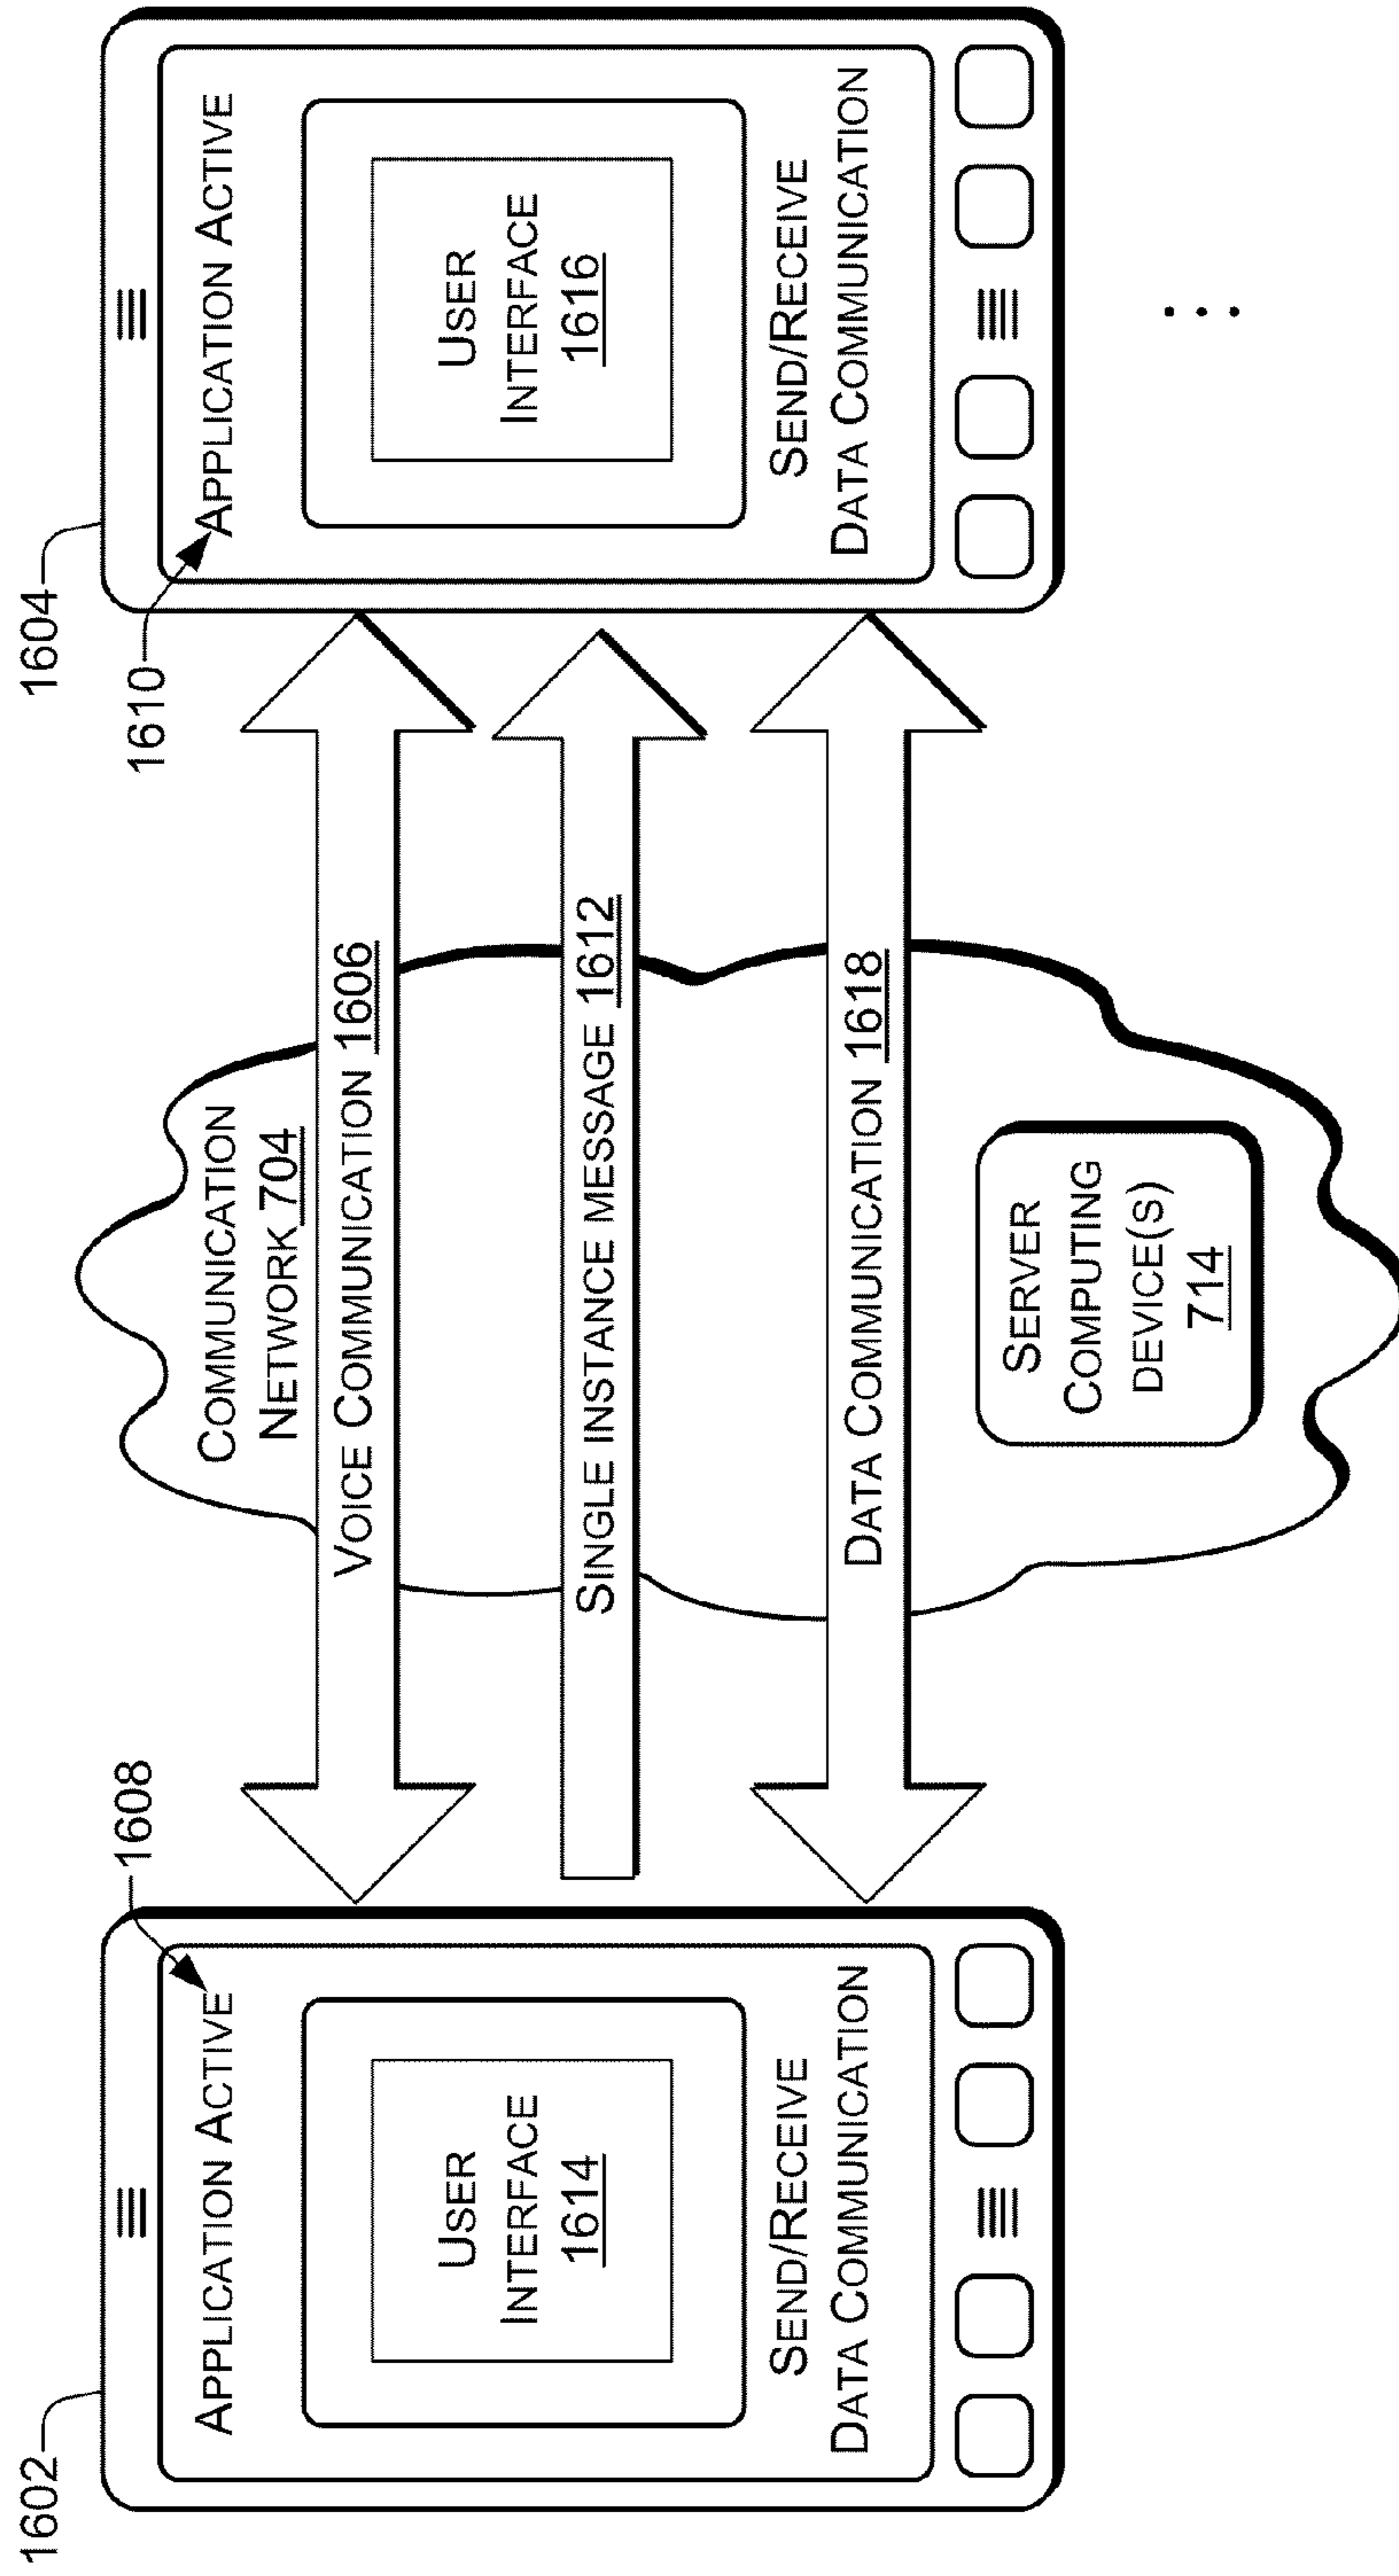 1602
APPLICATION ACTIVE
1608
USER
INTERFACE
1614
SEND/RECEIVE
DATA COMMUNICATION
COMMUNICATION
NETWORK 704
VOICE COMMUNICATION 1606
SINGLE INSTANCE MESSAGE 1612
DATA COMMUNICATION 1618
SERVER
COMPUTING
DEVICE(S)
714
1604
1610
APPLICATION ACTIVE
USER
INTERFACE
1616
SEND/RECEIVE
DATA COMMUNICATION